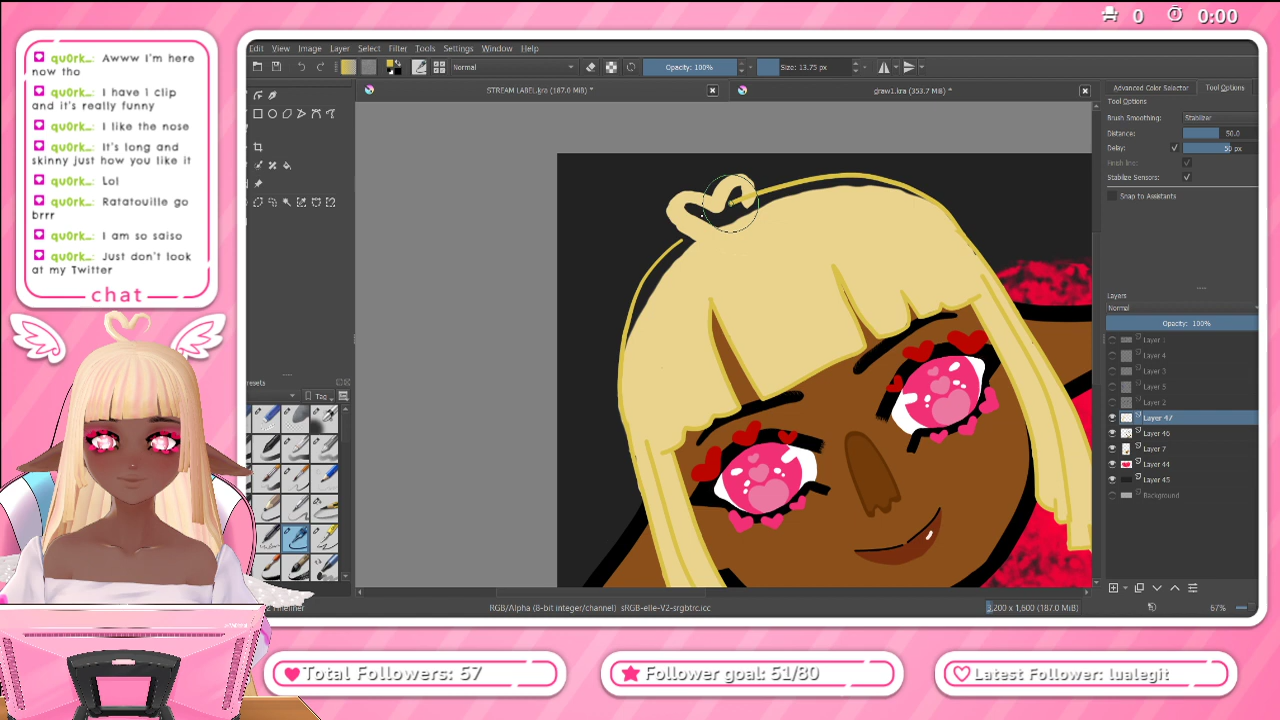 0 0:00
qu0rk_: Awww I'm here
now tho
qu0rk_: I have 1 clip
and it's really funny
qu0rk_: I like the nose
qu0rk_: It's long and
skinny just how you like it
qu0rk_: Lol
qu0rk_: Ratatouille go
brrr
qu0rk_: I am so saiso
qu0rk_: Just don't look
at my Twitter
chat
Edit View Image Layer Select Filter Tools Settings Window Help
Normal Opacity: 100% Size: 13.75 px
STREAM LABEL.kra (187.0 MiB) * graw1.kra (353.7 MiB) *
Advanced Color Selector Tool Options
Tool Options
Brush Smoothing: Stabilizer
Distance: 50.0
Delay: 50 px
Finish line:
Stabilize Sensors:
Snap to Assistants
Layers
Normal
Opacity: 100%
Layer 4
Layer 3
Layer 5
Layer 2
Layer 47
Layer 46
Layer 7
Layer 44
Layer 45
Background
Tag
RGB/Alpha (8-bit integer/channel) sRGB-elle-V2-srgbtrc.icc 3,200 x 1,600 (187.0 MiB) 67%
Total Followers: 57
Follower goal: 51/80
Latest Follower: lualegit